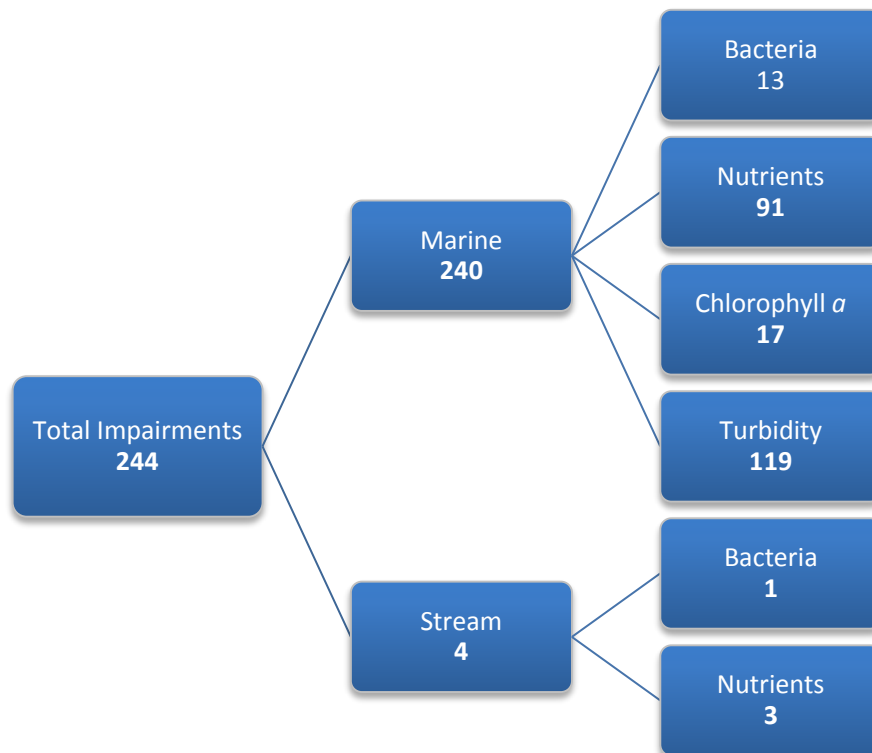 Bacteria
13
Nutrients
91
Marine
240
Chlorophyll a
17
Total Impairments
244
Turbidity
119
Bacteria
1
Stream
4
Nutrients
3